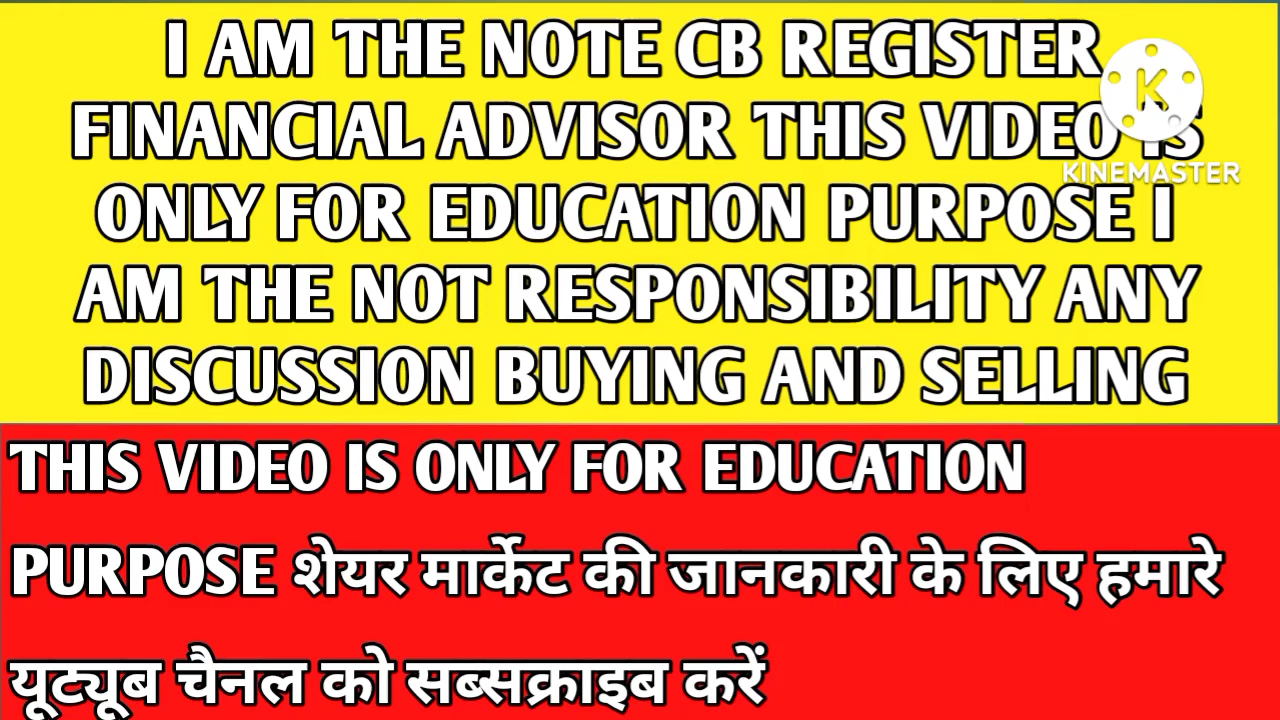 I AM THE NOTE CB REGISTER
FINANCIAL ADVISOR THIS VIDEO IS
ONLY FOR EDUCATION PURPOSE I
AM THE NOT RESPONSIBILITY ANY
DISCUSSION BUYING AND SELLING
THIS VIDEO IS ONLY FOR EDUCATION
PURPOSE शेयर मार्केट की जानकारी के लिए हमारे
यूट्यूब चैनल को सब्सक्राइब करें
K
KINEMASTER